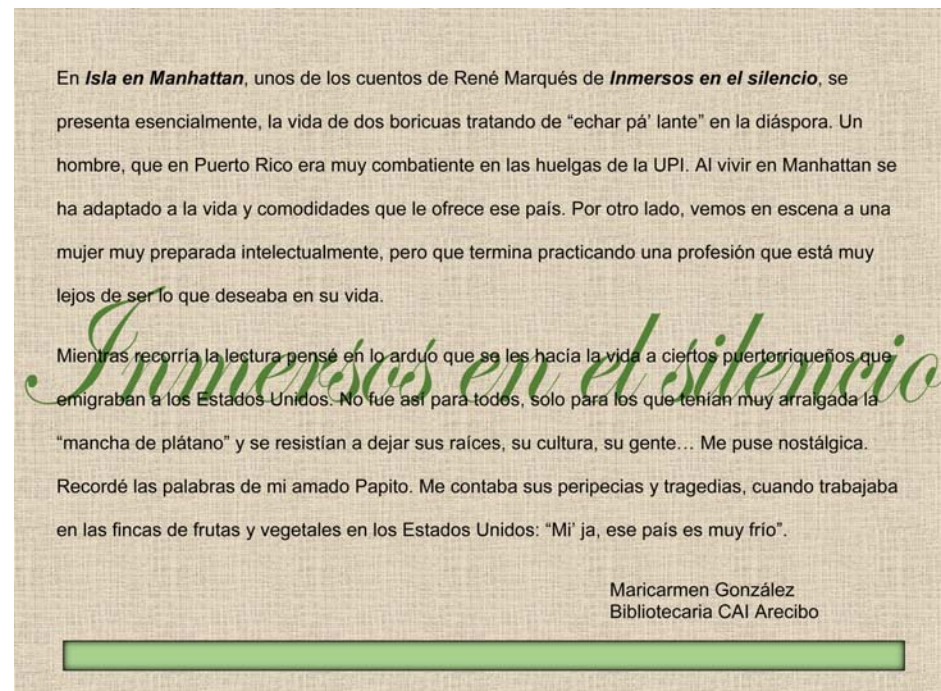 En Isla en Manhattan, unos de los cuentos de René Marqués de Inmersos en el silencio, se
presenta esencialmente, la vida de dos boricuas tratando de “echar pá’ lante” en la diáspora. Un
hombre, que en Puerto Rico era muy combatiente en las huelgas de la UPI. Al vivir en Manhattan se
ha adaptado a la vida y comodidades que le ofrece ese país. Por otro lado, vemos en escena a una
mujer muy preparada intelectualmente, pero que termina practicando una profesión que está muy
lejos de ser lo que deseaba en su vida.
Inmersos en el silencio
Mientras recorría la lectura pensé en lo arduo que se les hacía la vida a ciertos puertorriqueños que
emigraban a los Estados Unidos. No fue así para todos, solo para los que tenían muy arraigada la
“mancha de plátano” y se resistían a dejar sus raíces, su cultura, su gente… Me puse nostálgica.
Recordé las palabras de mi amado Papito. Me contaba sus peripecias y tragedias, cuando trabajaba
en las fincas de frutas y vegetales en los Estados Unidos: “Mi’ ja, ese país es muy frío”.
Maricarmen González
Bibliotecaria CAI Arecibo